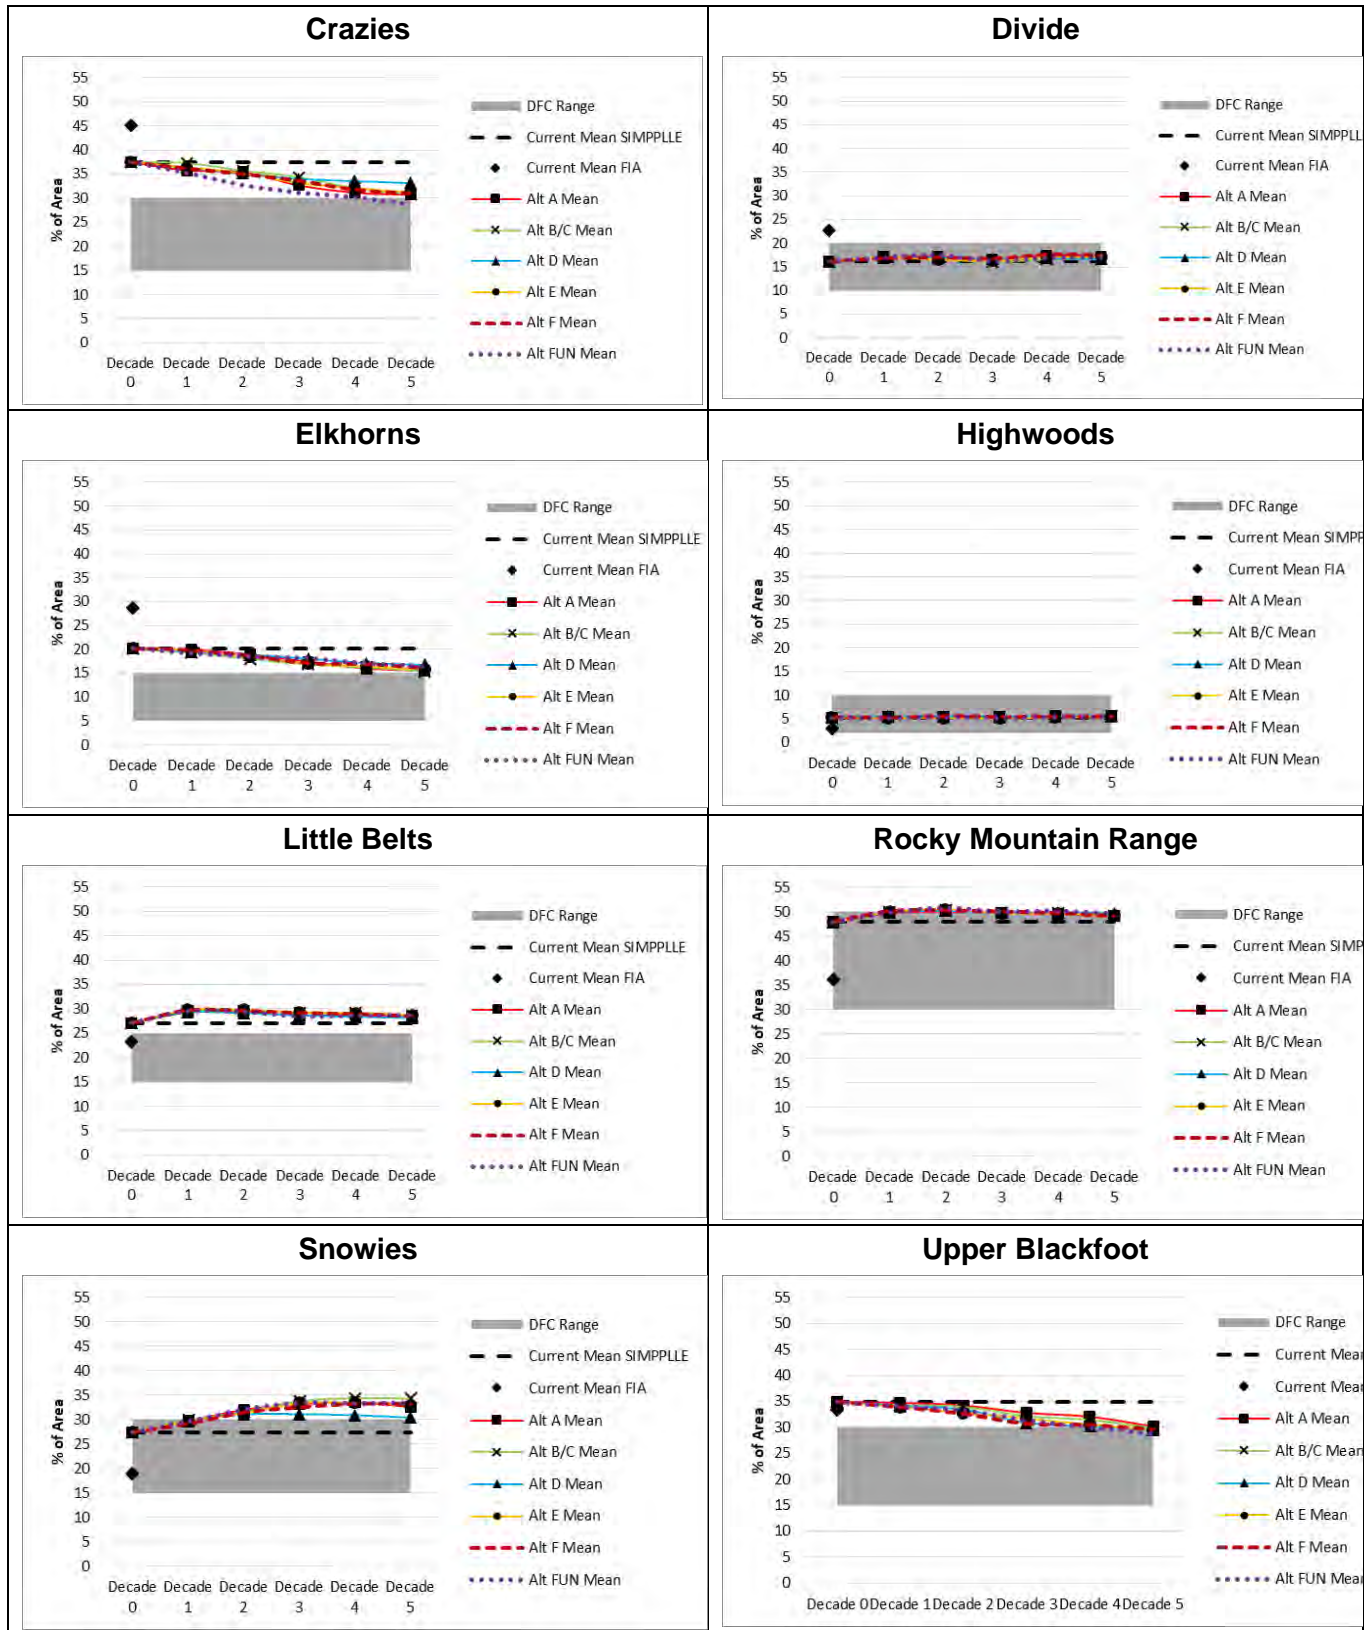 Crazies
55
50
45
40
35
30
25
20
15
10
5
0
% of Area
Decade Decade Decade Decade Decade Decade
0 1 2 3 4 5
DFC Range
Current Mean SIMPPLLE
Current Mean FIA
Alt A Mean
Alt B/C Mean
Alt D Mean
Alt E Mean
Alt F Mean
Alt FUN Mean
Divide
55
50
45
40
35
30
25
20
15
10
5
0
% of Area
Decade Decade Decade Decade Decade Decade
0 1 2 3 4 5
DFC Range
Current Mean SIMPPLL
Current Mean FIA
Alt A Mean
Alt B/C Mean
Alt D Mean
Alt E Mean
Alt F Mean
Alt FUN Mean
Elkhorns
55
50
45
40
35
30
25
20
15
10
5
0
% of Area
Decade Decade Decade Decade Decade Decade
0 1 2 3 4 5
DFC Range
Current Mean SIMPPLLE
Current Mean FIA
Alt A Mean
Alt B/C Mean
Alt D Mean
Alt E Mean
Alt F Mean
Alt FUN Mean
Highwoods
55
50
45
40
35
30
25
20
15
10
5
0
% of Area
Decade Decade Decade Decade Decade Decade
0 1 2 3 4 5
DFC Range
Current Mean SIMPP
Current Mean FIA
Alt A Mean
Alt B/C Mean
Alt D Mean
Alt E Mean
Alt F Mean
Alt FUN Mean
Little Belts
55
50
45
40
35
30
25
20
15
10
5
0
% of Area
Decade Decade Decade Decade Decade Decade
0 1 2 3 4 5
DFC Range
Current Mean SIMPPLLE
Current Mean FIA
Alt A Mean
Alt B/C Mean
Alt D Mean
Alt E Mean
Alt F Mean
Alt FUN Mean
Rocky Mountain Range
55
50
45
40
35
30
25
20
15
10
5
0
% of Area
Decade Decade Decade Decade Decade Decade
0 1 2 3 4 5
DFC Range
Current Mean SIMP
Current Mean FIA
Alt A Mean
Alt B/C Mean
Alt D Mean
Alt E Mean
Alt F Mean
Alt FUN Mean
Snowies
55
50
45
40
35
30
25
20
15
10
5
0
% of Area
Decade Decade Decade Decade Decade Decade
0 1 2 3 4 5
DFC Range
Current Mean SIMPPLLE
Current Mean FIA
Alt A Mean
Alt B/C Mean
Alt D Mean
Alt E Mean
Alt F Mean
Alt FUN Mean
Upper Blackfoot
55
50
45
40
35
30
25
20
15
10
5
0
% of Area
Decade 0 Decade 1 Decade 2 Decade 3 Decade 4 Decade 5
DFC Range
Current Mean
Current Mean
Alt A Mean
Alt B/C Mean
Alt D Mean
Alt E Mean
Alt F Mean
Alt FUN Mean